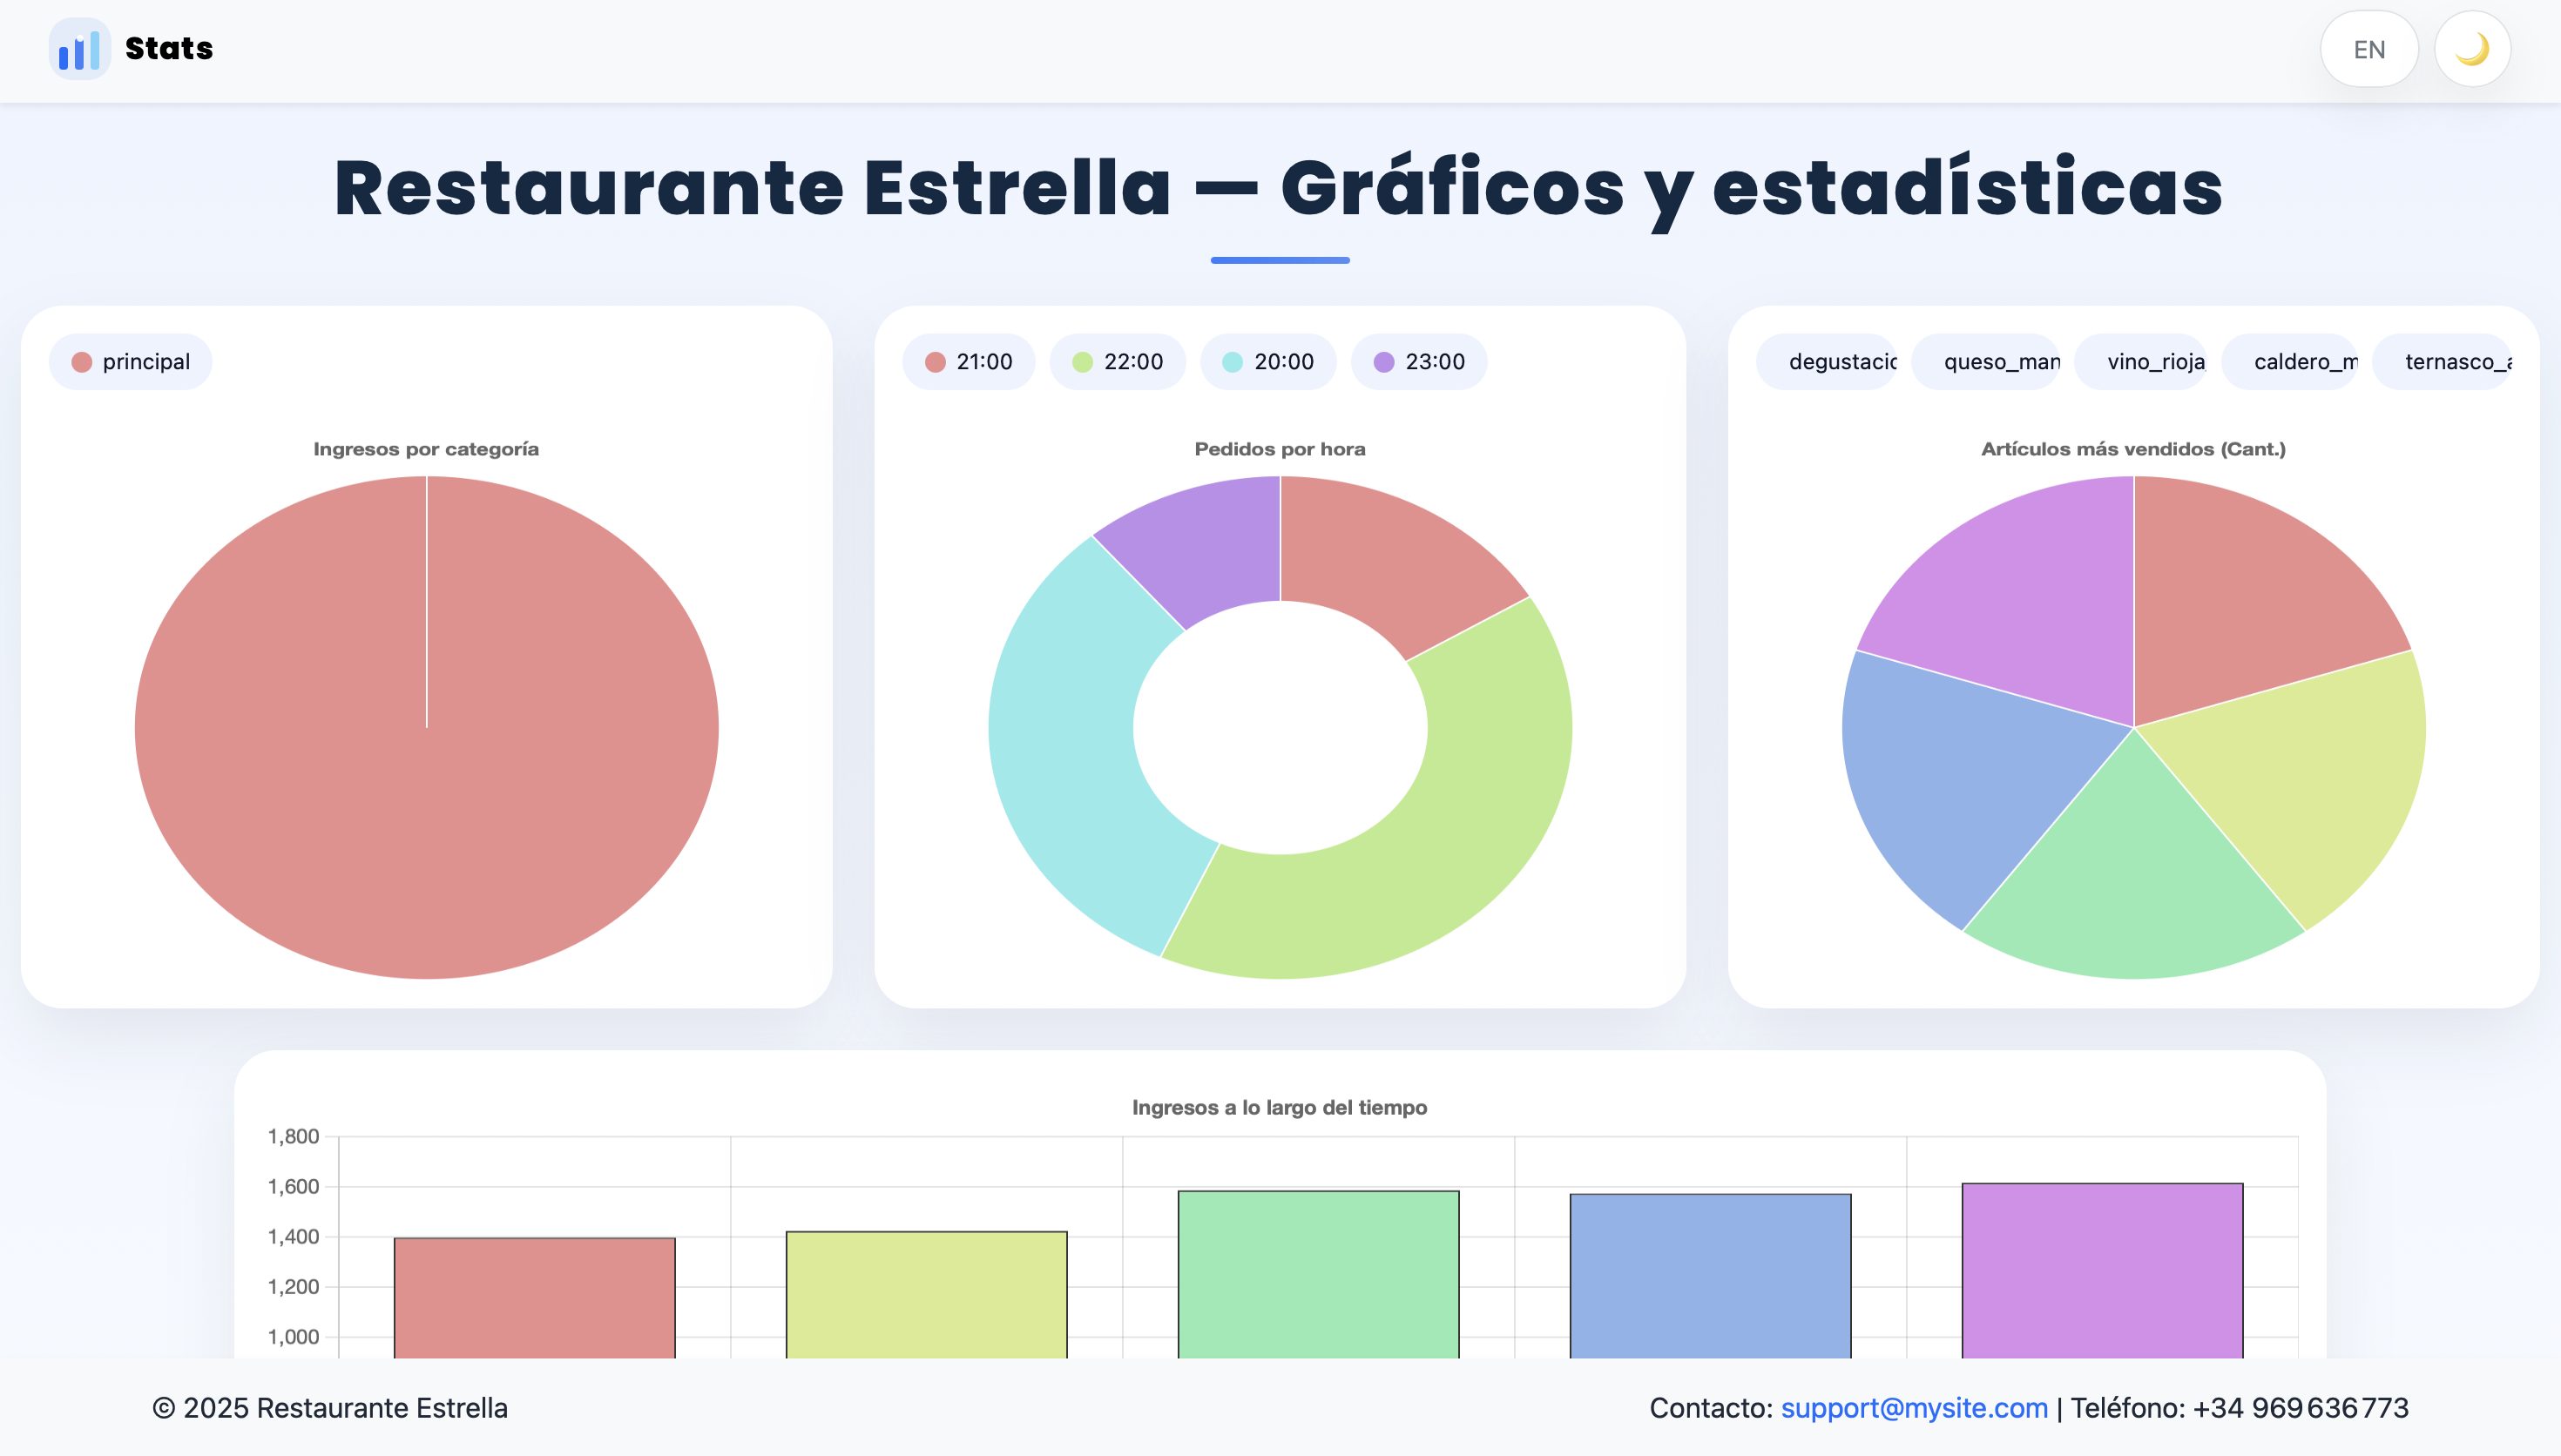 Stats
EN
Restaurante Estrella — Gráficos y estadísticas
principal
21:00
22:00
20:00
23:00
degustacio
queso_man
vino_rioja
caldero_m
ternasco_a
Ingresos por categoría
Pedidos por hora
Artículos más vendidos (Cant.)
Ingresos a lo largo del tiempo
1,800
1,600
1,400
1,200
1,000
© 2025 Restaurante Estrella
Contacto: support@mysite.com | Teléfono: +34 969 636 773